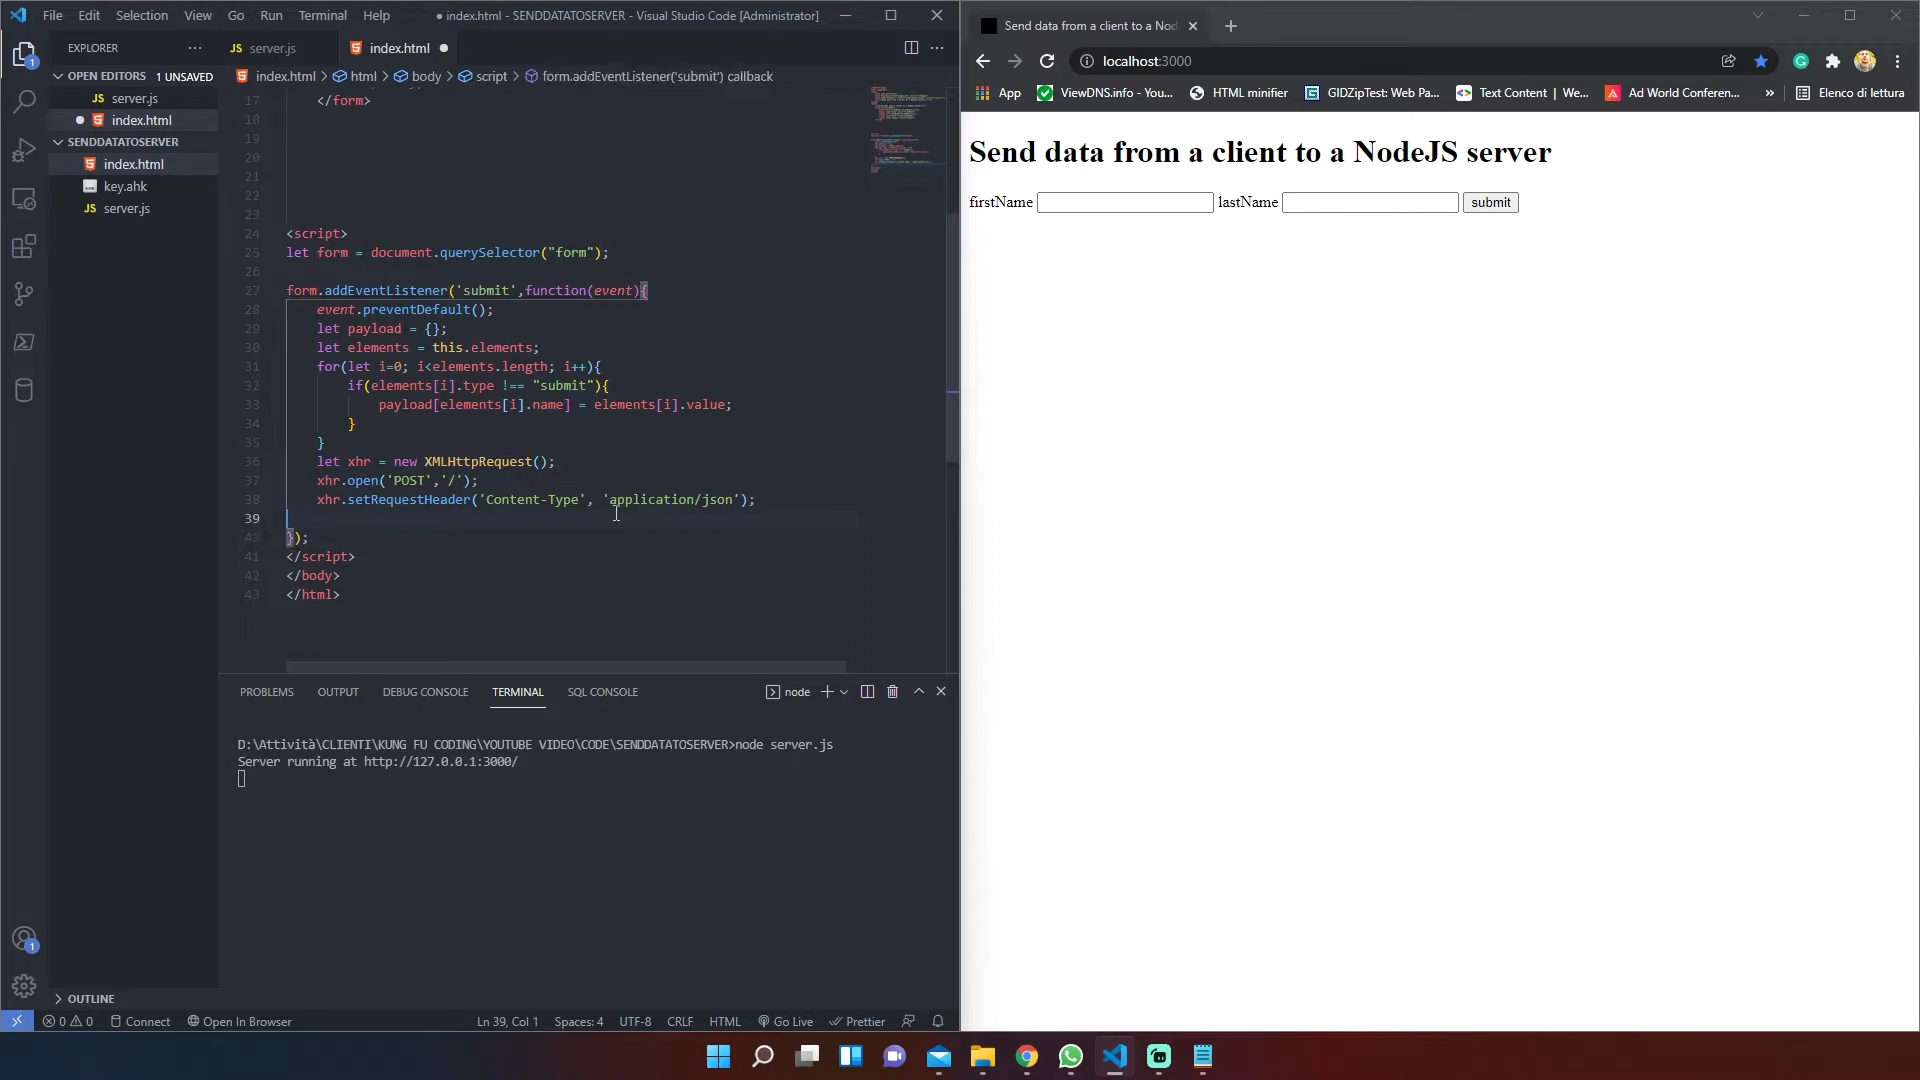 File Edit Selection View Go Run Terminal Help ● index.html - SENDDATATOSERVER - Visual Studio Code [Administrator]
EXPLORER
OPEN EDITORS 1 UNSAVED
JS server.js
index.html
SENDDATATOSERVER
index.html
key.ahk
JS server.js
OUTLINE
JS server.js
index.html
index.html > html > body > script > form.addEventListener('submit') callback
17 </form>
18
19
20
21
22
23
24 <script>
25 let form = document.querySelector("form");
26
27 form.addEventListener('submit',function(event){
28 event.preventDefault();
29 let payload = {};
30 let elements = this.elements;
31 for(let i=0; i<elements.length; i++){
32 if(elements[i].type !== "submit"){
33 payload[elements[i].name] = elements[i].value;
34 }
35 }
36 let xhr = new XMLHttpRequest();
37 xhr.open('POST','/');
38 xhr.setRequestHeader('Content-Type', 'application/json');
39
});
41 </script>
42 </body>
43 </html>
PROBLEMS OUTPUT DEBUG CONSOLE TERMINAL SQL CONSOLE node
D:\Attività\CLIENTI\KUNG FU CODING\YOUTUBE VIDEO\CODE\SENDDATATOSERVER>node server.js
Server running at http://127.0.0.1:3000/
0 0 Connect Open In Browser Ln 39, Col 1 Spaces: 4 UTF-8 CRLF HTML Go Live Prettier
Send data from a client to a Nod
localhost:3000
App ViewDNS.info - You... HTML minifier GIDZipTest: Web Pa... Text Content | We... Ad World Conferen... » Elenco di lettura
Send data from a client to a NodeJS server
firstName lastName submit